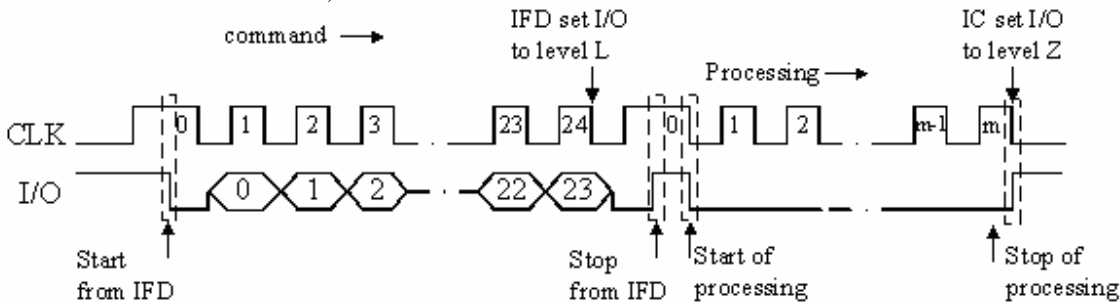 command
IFD set I/O
to level L
Processing
IC set I/O
to level Z
CLK
0 1 2 3 23 24 0 1 2 m-1 m
I/O
0 1 2 22 23
Start
from IFD
Stop
from IFD
Start of
processing
Stop of
processing